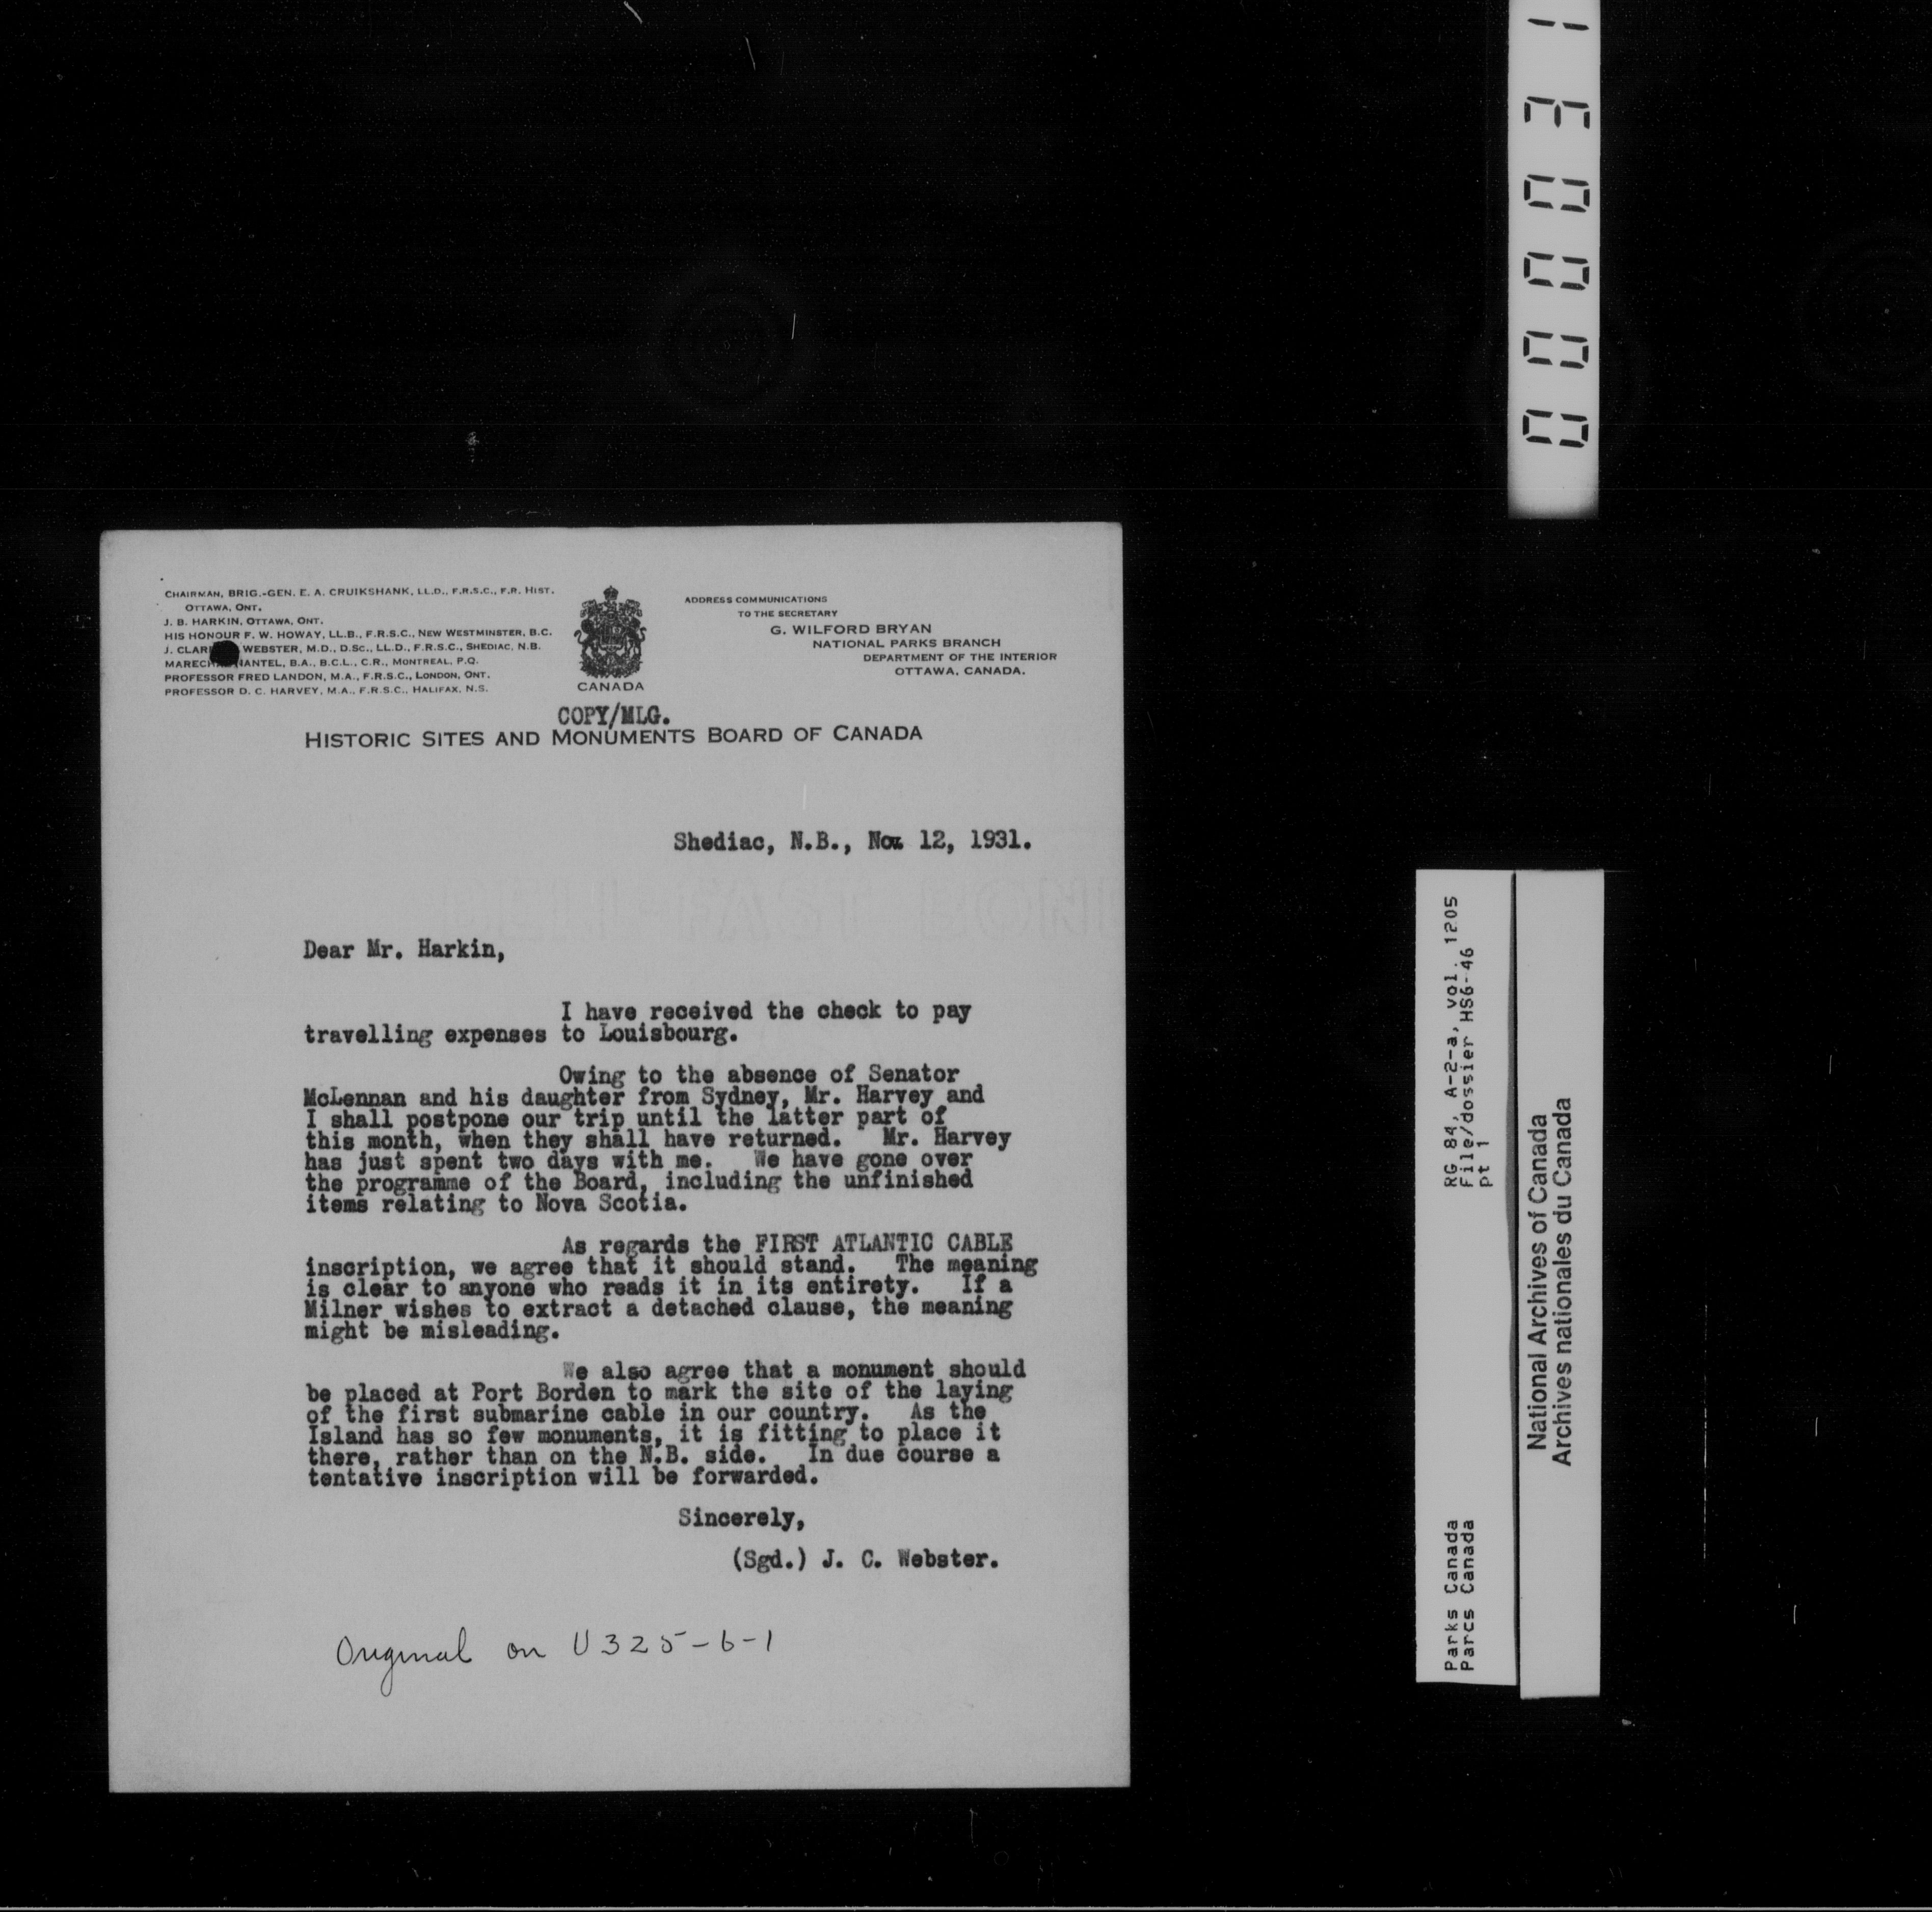 CHAIRMAN, BRIG.-GEN. E. A. CRUIKSHANK, LL.D., F.R.S.C., F.R. HIST.
OTTAWA, ONT.
J. B. HARKIN, OTTAWA, ONT.
HIS HONOUR F. W. HOWAY, LL.B., F.R.S.C., NEW WESTMINSTER, B.C.
J. CLAR WEBSTER, M.D., D.SC., LL.D., F.R.S.C., SHEDIAC, N.B.
MARECH NANTEL, B.A., B.C.L., C.R., MONTREAL, P.Q.
PROFESSOR FRED LANDON, M.A., F.R.S.C., LONDON, ONT.
PROFESSOR D. C. HARVEY, M.A., F.R.S.C., HALIFAX, N.S.
CANADA
ADDRESS COMMUNICATIONS
TO THE SECRETARY
G. WILFORD BRYAN
NATIONAL PARKS BRANCH
DEPARTMENT OF THE INTERIOR
OTTAWA, CANADA.
COPY/MLG.
HISTORIC SITES AND MONUMENTS BOARD OF CANADA
Shediac, N.B., Nov. 12, 1931.
Dear Mr. Harkin,
I have received the check to pay
travelling expenses to Louisbourg.
Owing to the absence of Senator
McLennan and his daughter from Sydney, Mr. Harvey and
I shall postpone our trip until the latter part of
this month, when they shall have returned. Mr. Harvey
has just spent two days with me. We have gone over
the programme of the Board, including the unfinished
items relating to Nova Scotia.
As regards the FIRST ATLANTIC CABLE
inscription, we agree that it should stand. The meaning
is clear to anyone who reads it in its entirety. If a
Milner wishes to extract a detached clause, the meaning
might be misleading.
We also agree that a monument should
be placed at Port Borden to mark the site of the laying
of the first submarine cable in our country. As the
Island has so few monuments, it is fitting to place it
there, rather than on the N.B. side. In due course a
tentative inscription will be forwarded.
Sincerely,
(Sgd.) J. C. Webster.
Original on U325-6-1
000031
RG 84, A-2-a, vol. 1205
File/dossier HS6-46
pt 1
Parks Canada
Parcs Canada
National Archives of Canada
Archives nationales du Canada